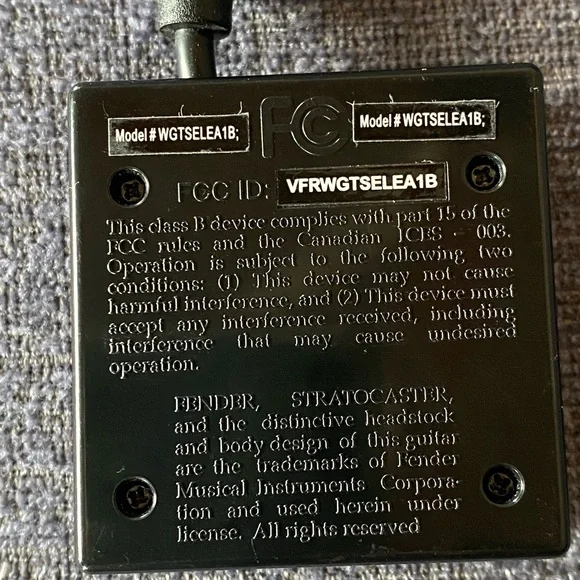 Model # WGTSELEA1B;
FC
Model # WGTSELEA1B;
FCC ID: VFRWGTSELEA1B
This class B device complies with part 15 of the
FCC rules and the Canadian ICES - 003.
Operation is subject to the following two
conditions: (1) This device may not cause
harmful interference, and (2) This device must
accept any interference received, including
interference that may cause undesired
operation.
FENDER, STRATOCASTER,
and the distinctive headstock
and body design of this guitar
are the trademarks of Fender
Musical Instruments Corpora-
tion and used herein under
license. All rights reserved